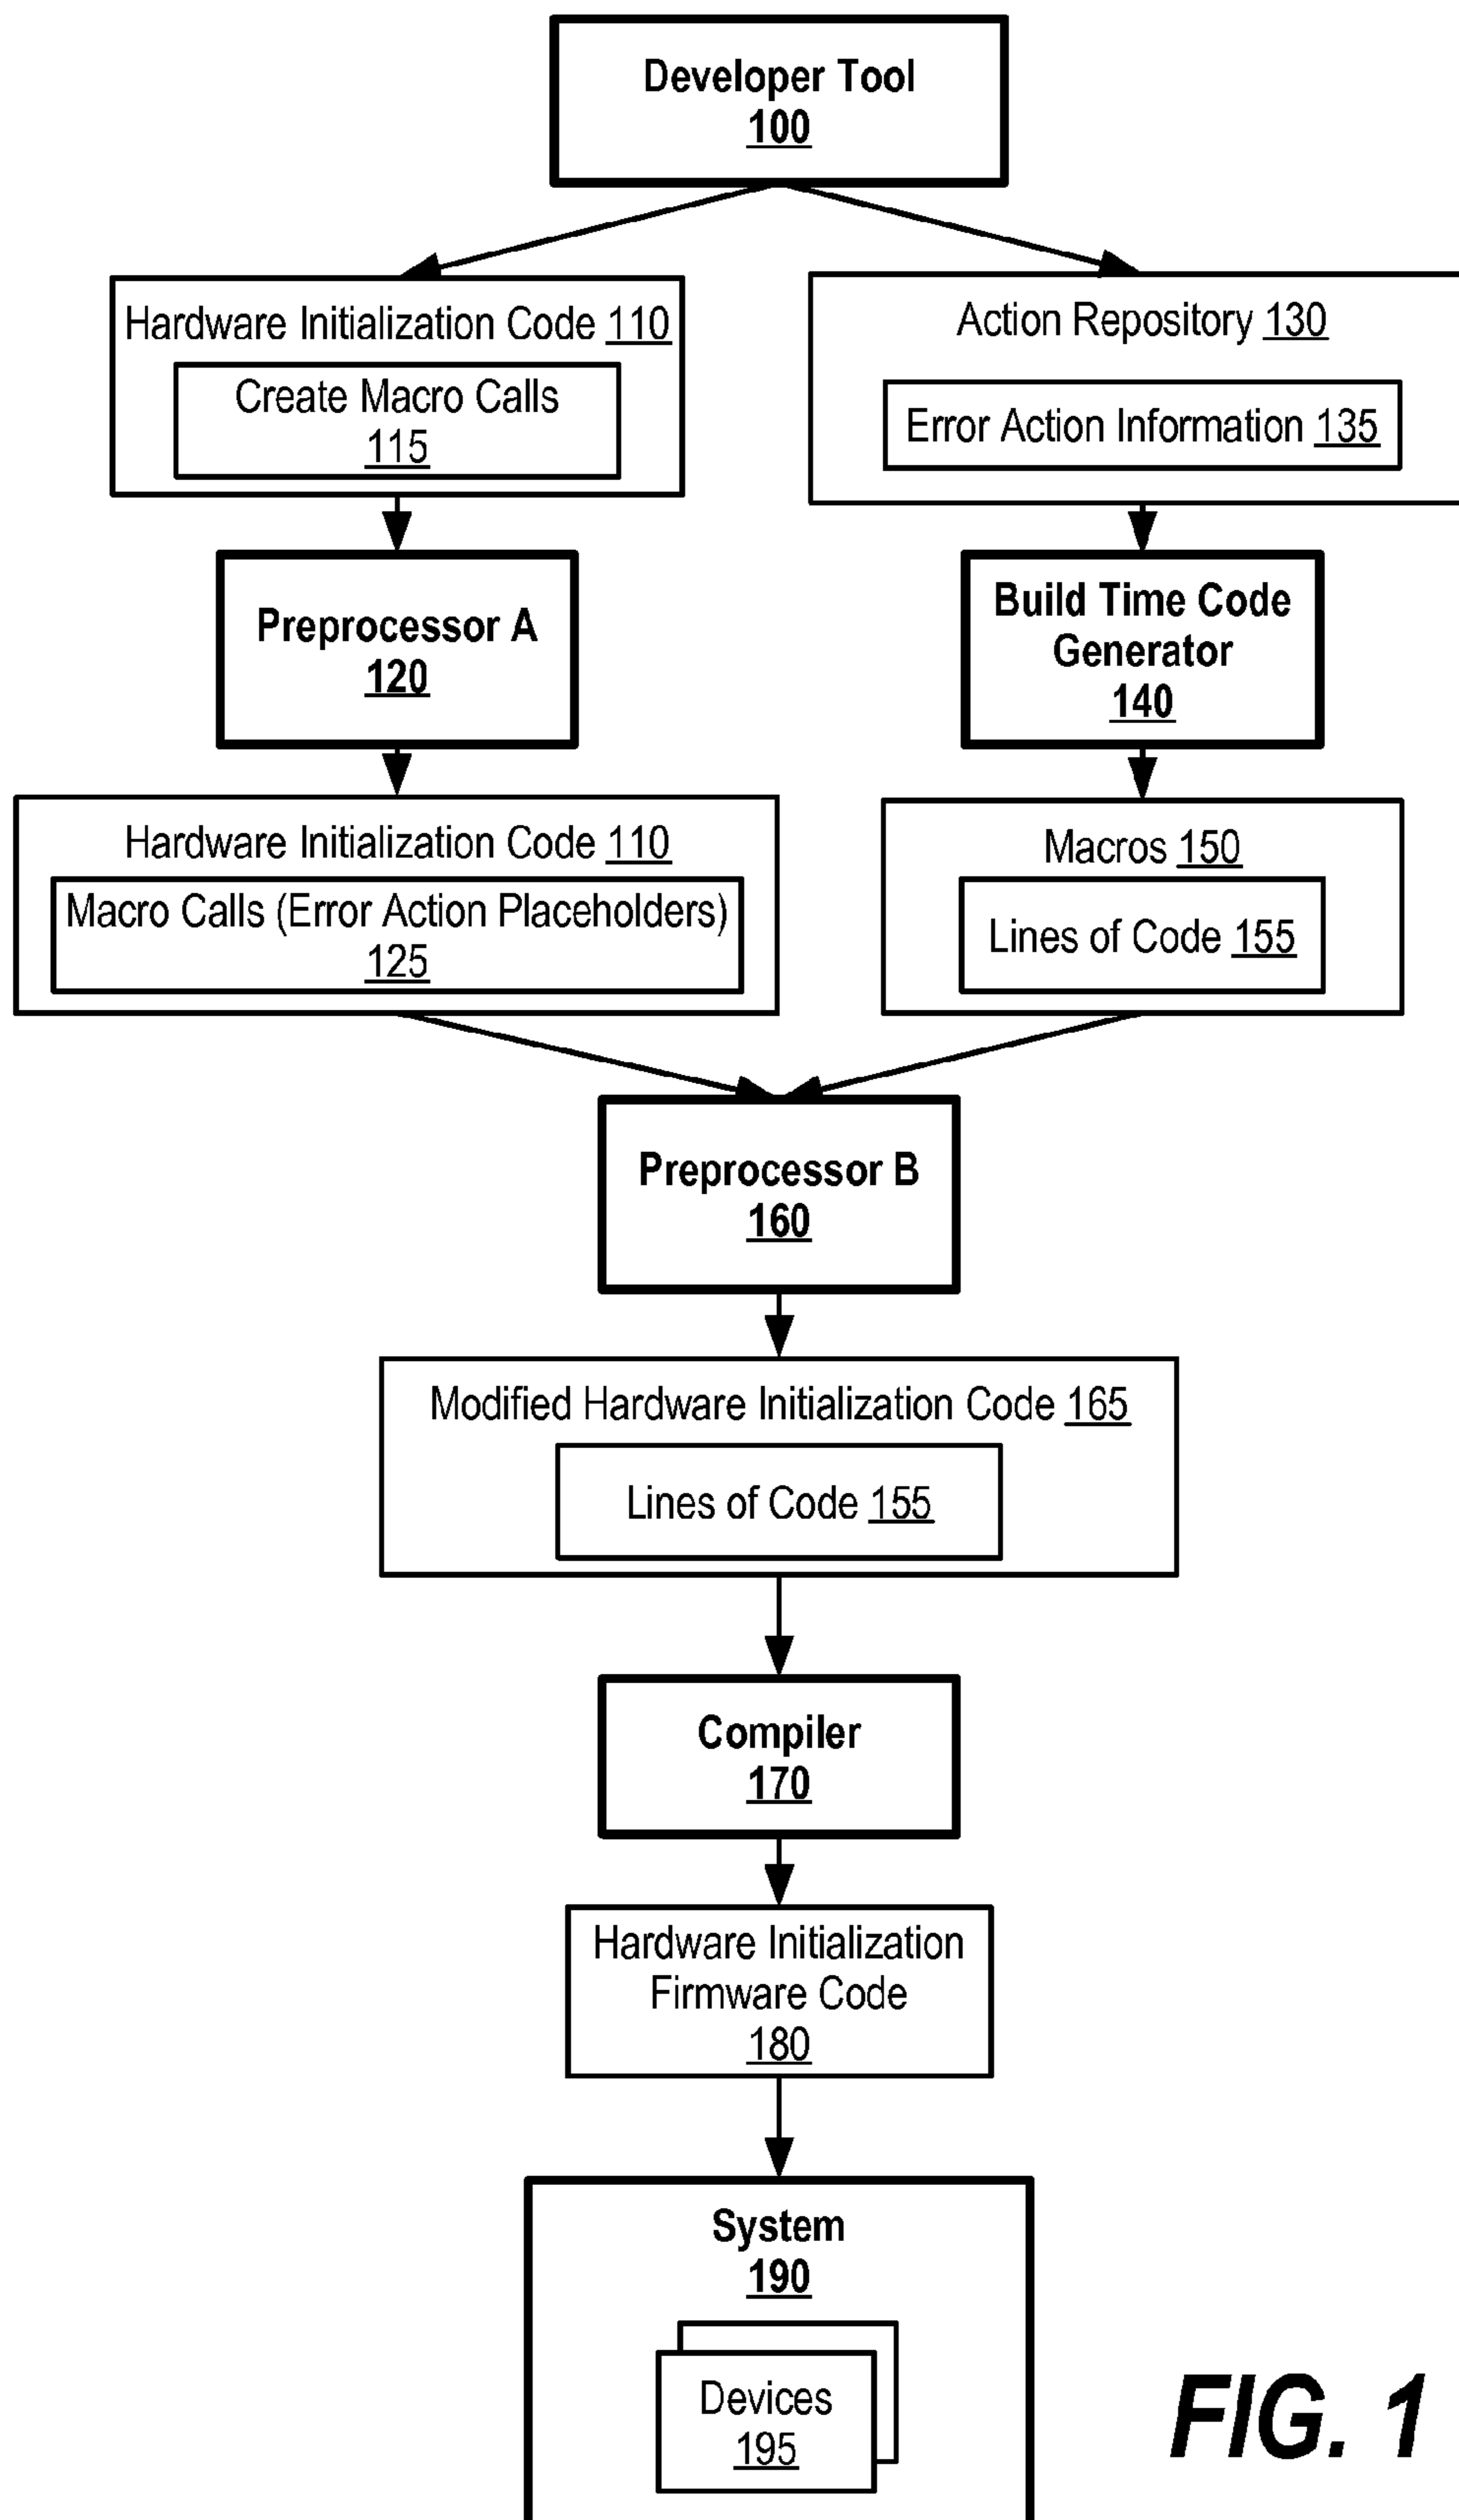 Developer Tool
100
Hardware Initialization Code 110
Create Macro Calls
115
Action Repository 130
Error Action Information 135
Preprocessor A
120
Build Time Code
Generator
140
Hardware Initialization Code 110
Macro Calls (Error Action Placeholders)
125
Macros 150
Lines of Code 155
Preprocessor B
160
Modified Hardware Initialization Code 165
Lines of Code 155
Compiler
170
Hardware Initialization
Firmware Code
180
System
190
Devices
195
FIG. 1